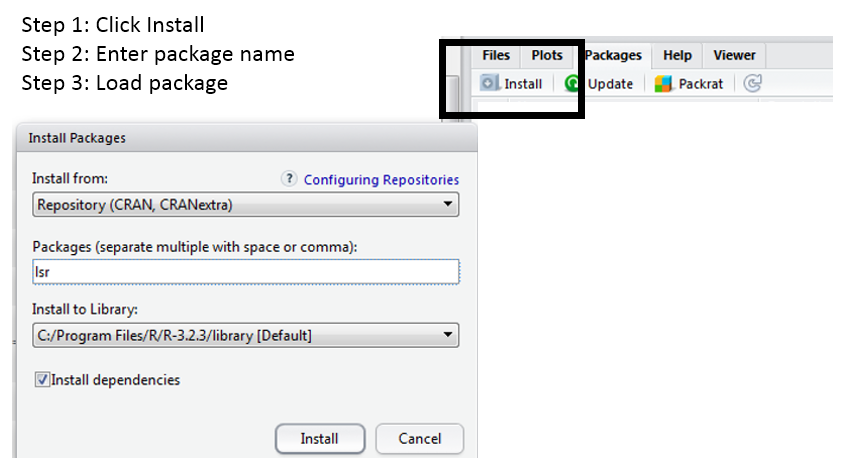 Step 1: Click Install
Step 2: Enter package name
Step 3: Load package
Files Plots Packages Help Viewer
Install Update Packrat
Install Packages
Install from: ? Configuring Repositories
Repository (CRAN, CRANextra)
Packages (separate multiple with space or comma):
lsr
Install to Library:
C:/Program Files/R/R-3.2.3/library [Default]
Install dependencies
Install Cancel